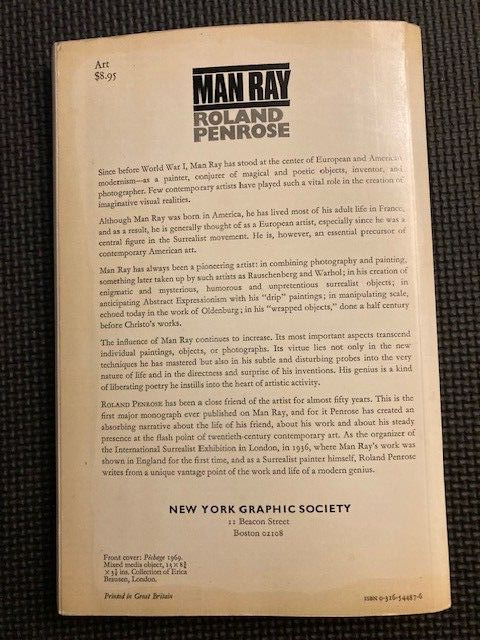 Art
$8.95
MAN RAY
ROLAND
PENROSE
Since before World War I, Man Ray has stood at the center of European and American
modernism—as a painter, conjurer of magical and poetic objects, inventor, and
photographer. Few contemporary artists have played such a vital role in the creation of
imaginative visual realities.
Although Man Ray was born in America, he has lived most of his adult life in France,
and as a result, he is generally thought of as a European artist, especially since he was a
central figure in the Surrealist movement. He is, however, an essential precursor of
contemporary American art.
Man Ray has always been a pioneering artist: in combining photography and painting,
something later taken up by such artists as Rauschenberg and Warhol; in his creation of
enigmatic and mysterious, humorous and unpretentious surrealist objects; in
anticipating Abstract Expressionism with his "drip" paintings; in manipulating scale,
echoed today in the work of Oldenburg; in his "wrapped objects," done a half century
before Christo's works.
The influence of Man Ray continues to increase. Its most important aspects transcend
individual paintings, objects, or photographs. Its virtue lies not only in the new
techniques he has mastered but also in his subtle and disturbing probes into the very
nature of life and in the directness and surprise of his inventions. His genius is a kind
of liberating poetry he instills into the heart of artistic activity.
ROLAND PENROSE has been a close friend of the artist for almost fifty years. This is the
first major monograph ever published on Man Ray, and for it Penrose has created an
absorbing narrative about the life of his friend, about his work and about his steady
presence at the flash point of twentieth-century contemporary art. As the organizer of
the International Surrealist Exhibition in London, in 1936, where Man Ray's work was
shown in England for the first time, and as a Surrealist painter himself, Roland Penrose
writes from a unique vantage point of the work and life of a modern genius.
NEW YORK GRAPHIC SOCIETY
11 Beacon Street
Boston 02108
Front cover: Pêchage 1969.
Mixed media object, 13 × 8¾
× 3½ ins. Collection of Erica
Brausen, London.
Printed in Great Britain
ISBN 0-316-54487-6